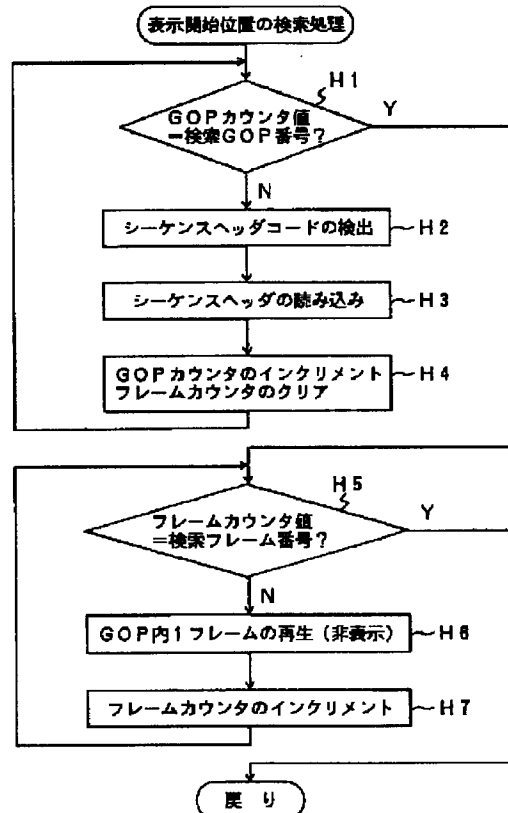 表示開始位置の検索処理
H1
GOPカウンタ値
=検索GOP番号?
Y
N
シーケンスヘッダコードの検出
H2
シーケンスヘッダの読み込み
H3
GOPカウンタのインクリメント
フレームカウンタのクリア
H4
H5
フレームカウンタ値
=検索フレーム番号?
Y
N
GOP内1フレームの再生(非表示)
H6
フレームカウンタのインクリメント
H7
戻り